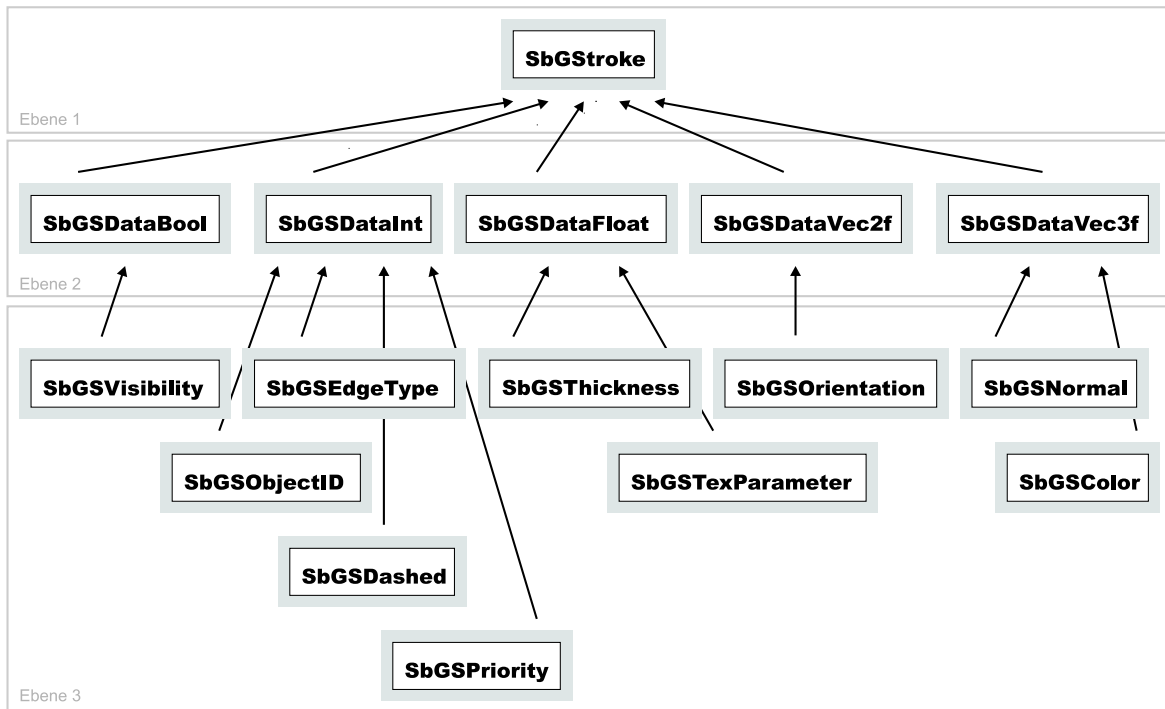 SbGStroke
Ebene 1
SbGSDataBool
SbGSDataInt
SbGSDataFloat
SbGSDataVec2f
SbGSDataVec3f
Ebene 2
SbGSVisibility
SbGSEdgeType
SbGSThickness
SbGSOrientation
SbGSNormal
SbGSObjectID
SbGSTexParameter
SbGSColor
SbGSDashed
SbGSPriority
Ebene 3